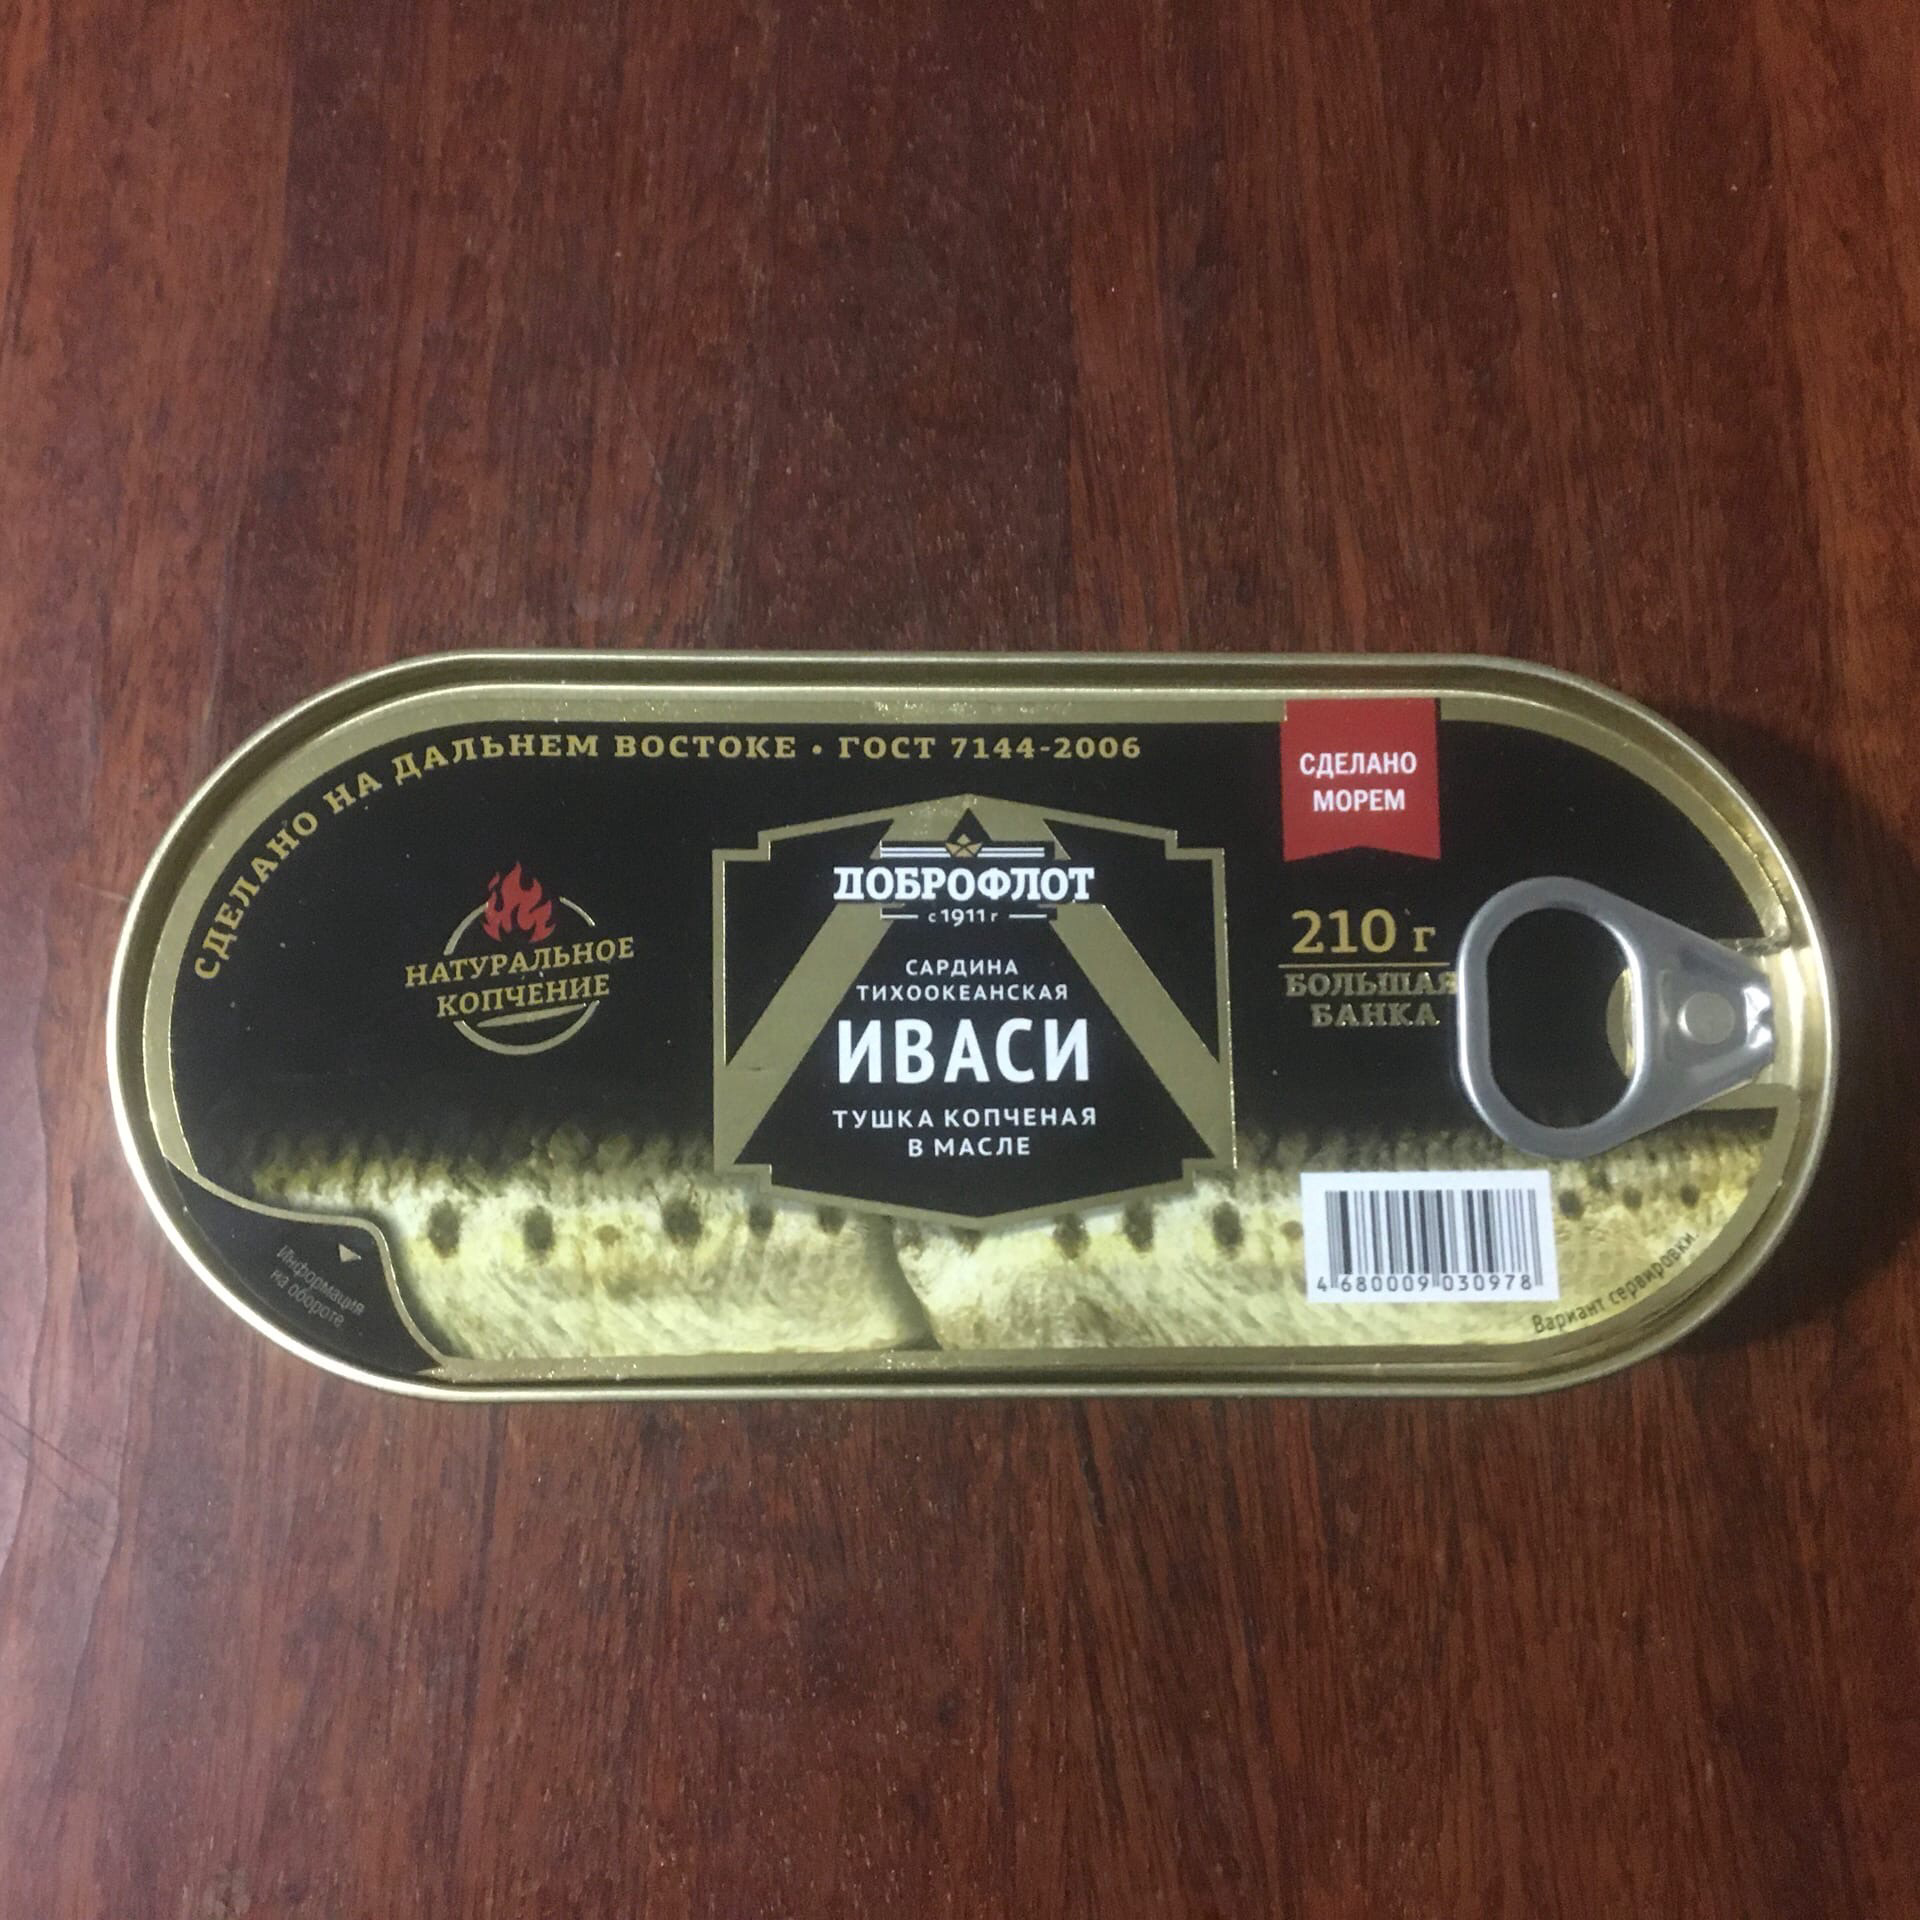 СДЕЛАНО НА ДАЛЬНЕМ ВОСТОКЕ • ГОСТ 7144-2006
СДЕЛАНО
МОРЕМ
НАТУРАЛЬНОЕ
КОПЧЕНИЕ
ДОБРОФЛОТ
с 1911 г
САРДИНА
ТИХООКЕАНСКАЯ
ИВАСИ
ТУШКА КОПЧЕНАЯ
В МАСЛЕ
210 г
БОЛЬШАЯ
БАНКА
4 680009 030978
Информация
на обороте
Вариант сервировки.